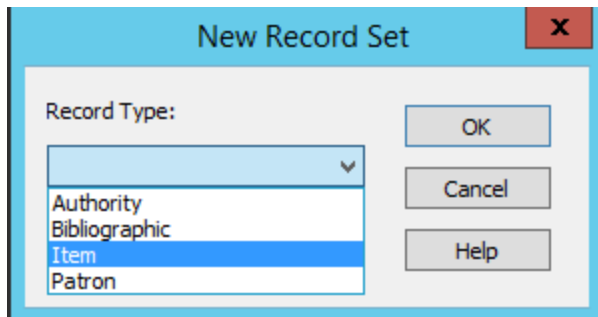 New Record Set
x
Record Type:
OK
Cancel
Help
Authority
Bibliographic
Item
Patron